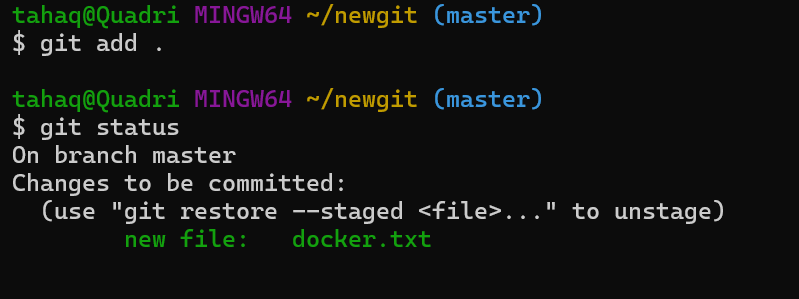 tahaq@Quadri MINGW64 ~/newgit (master)
$ git add .
tahaq@Quadri MINGW64 ~/newgit (master)
$ git status
On branch master
Changes to be committed:
  (use "git restore --staged <file>..." to unstage)
        new file:   docker.txt